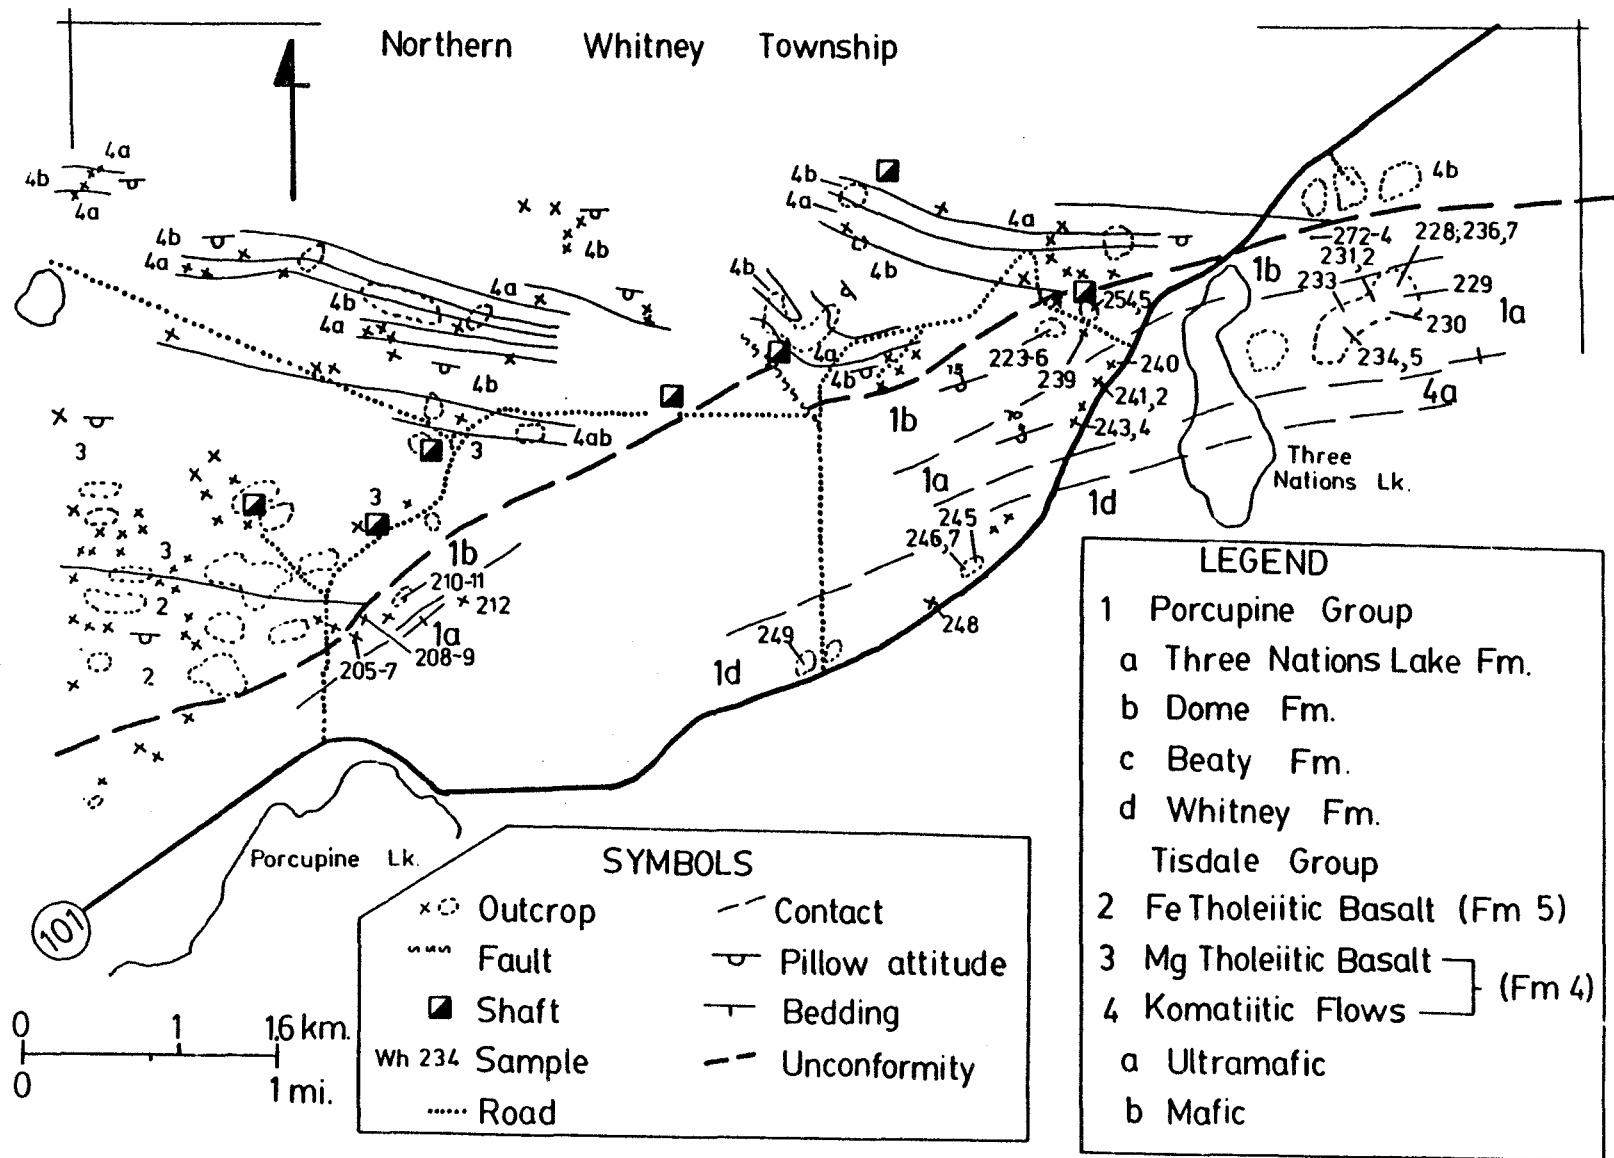 Northern Whitney Township
4a
4b
4a
4b
4a
4b
4b
4a
4a
4b
4a
4b
4ab
3
3
3
3
2
2
4b
4a
4a
4b
4b
4b
4a
4b
1b
1b
272-4
228,236,7
231,2
233
229
230
1a
234,5
4a
254,5
223-6
75
239
240
241,2
70
243,4
1b
1a
1d
245
246,7
248
249
1d
1b
210-11
212
1a
208-9
205-7
Three
Nations Lk.
Porcupine Lk.
101
0 1 1.6 km.
0 1 mi.
SYMBOLS
Outcrop
Fault
Shaft
Wh 234 Sample
Road
Contact
Pillow attitude
Bedding
Unconformity
LEGEND
1 Porcupine Group
a Three Nations Lake Fm.
b Dome Fm.
c Beaty Fm.
d Whitney Fm.
Tisdale Group
2 Fe Tholeiitic Basalt (Fm 5)
3 Mg Tholeiitic Basalt
(Fm 4)
4 Komatiitic Flows
a Ultramafic
b Mafic